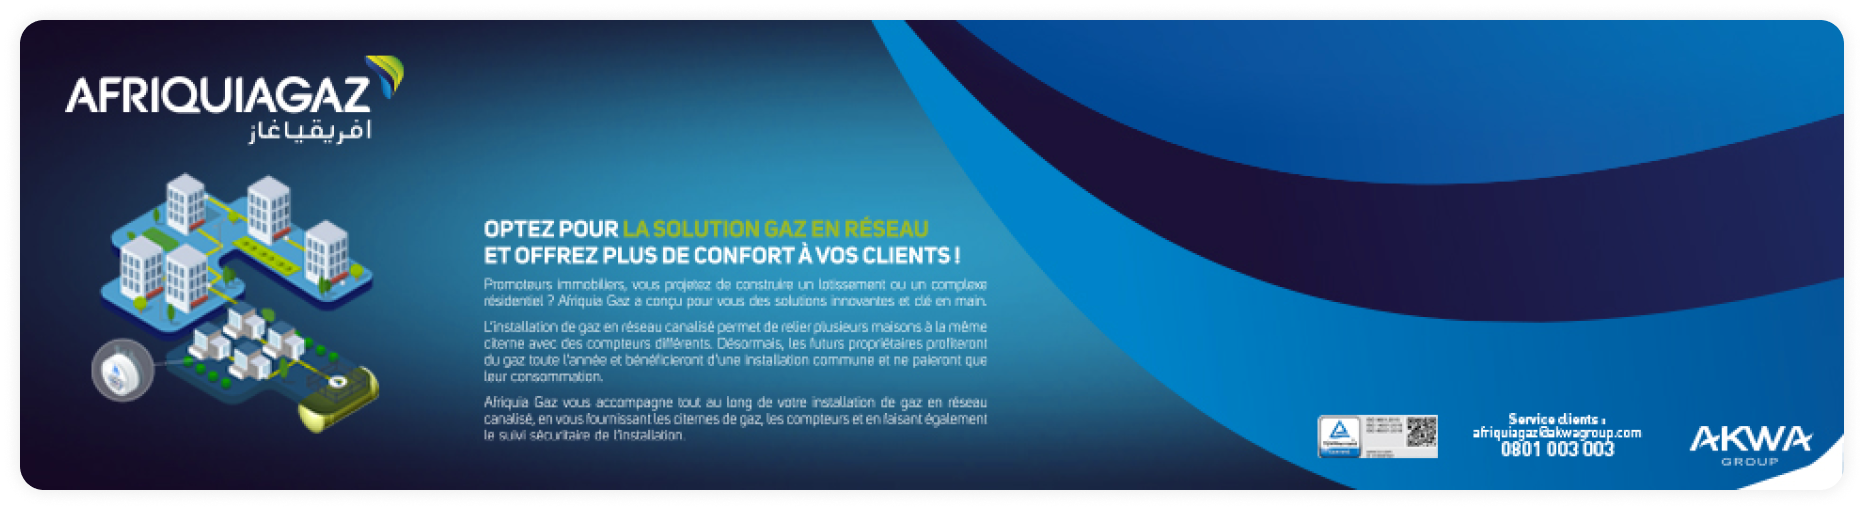 AFRIQUIAGAZ
افريقياغاز
OPTEZ POUR LA SOLUTION GAZ EN RÉSEAU
ET OFFREZ PLUS DE CONFORT À VOS CLIENTS !
Promoteurs immobiliers, vous projetez de construire un lotissement ou un complexe
résidentiel ? Afriquia Gaz a conçu pour vous des solutions innovantes et clé en main.
L'installation de gaz en réseau canalisé permet de relier plusieurs maisons à la même
citerne avec des compteurs différents. Désormais, les futurs propriétaires profiteront
du gaz toute l'année et bénéficieront d'une installation commune et ne paieront que
leur consommation.
Afriquia Gaz vous accompagne tout au long de votre installation de gaz en réseau
canalisé, en vous fournissant les citernes de gaz, les compteurs et en faisant également
le suivi sécuritaire de l'installation.
Service clients :
afriquiagaz@akwagroup.com
0801 003 003
AKWA
GROUP